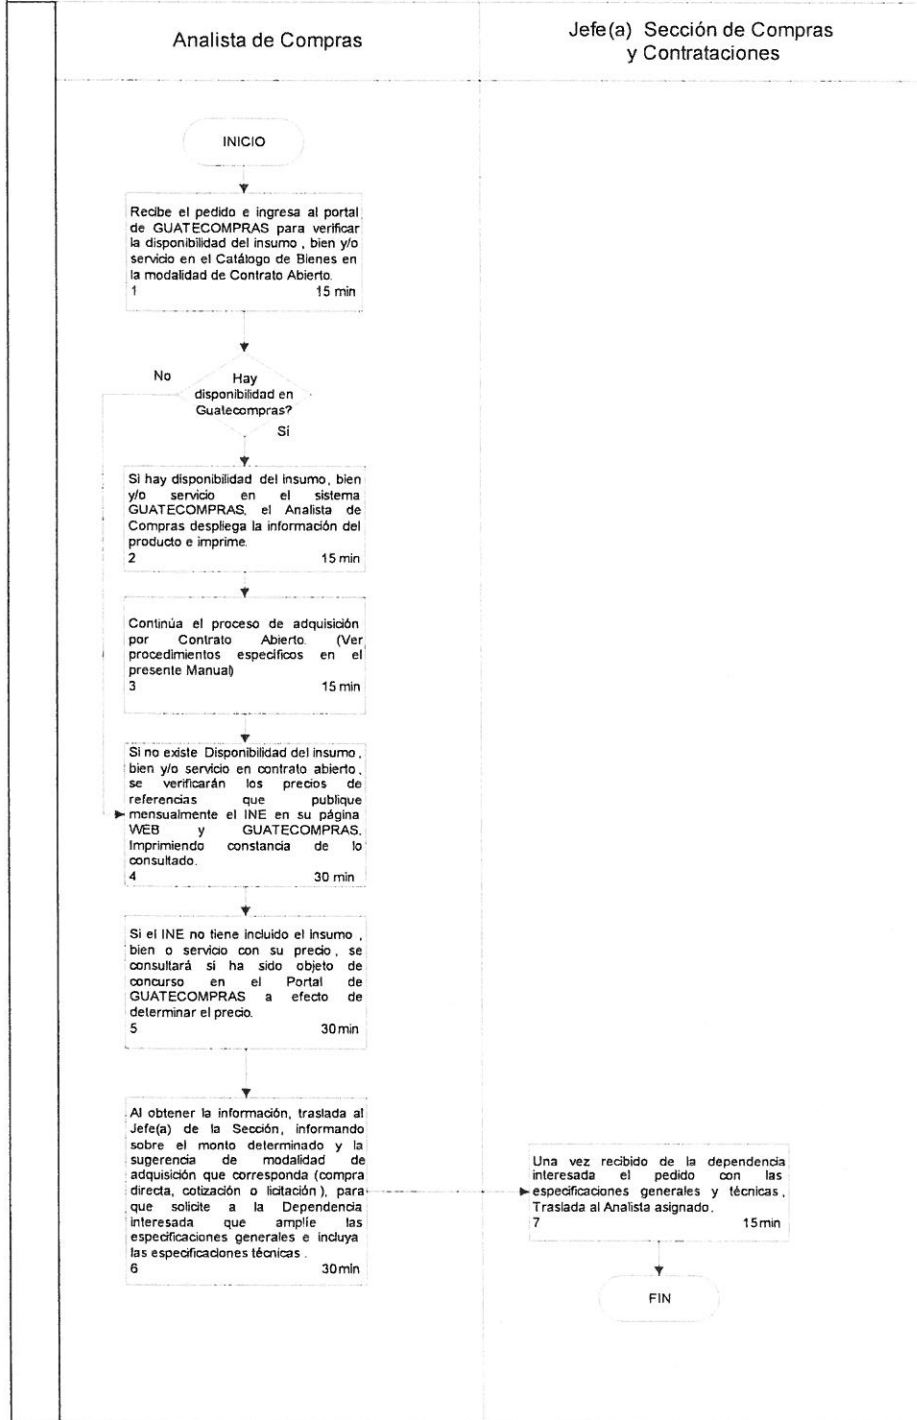 Analista de Compras
Jefe(a) Sección de Compras
y Contrataciones
INICIO
Recibe el pedido e ingresa al portal
de GUATECOMPRAS para verificar
la disponibilidad del insumo , bien y/o
servicio en el Catálogo de Bienes en
la modalidad de Contrato Abierto.
1 15 min
No
Hay
disponibilidad en
Guatecompras?
Sí
Si hay disponibilidad del insumo, bien
y/o servicio en el sistema
GUATECOMPRAS, el Analista de
Compras despliega la información del
producto e imprime.
2 15 min
Continúa el proceso de adquisición
por Contrato Abierto. (Ver
procedimientos específicos en el
presente Manual)
3 15 min
Si no existe Disponibilidad del insumo ,
bien y/o servicio en contrato abierto ,
se verificarán los precios de
referencias que publique
mensualmente el INE en su página
WEB y GUATECOMPRAS.
Imprimiendo constancia de lo
consultado.
4 30 min
Si el INE no tiene incluido el insumo ,
bien o servicio con su precio , se
consultará si ha sido objeto de
concurso en el Portal de
GUATECOMPRAS a efecto de
determinar el precio.
5 30 min
Al obtener la información, traslada al
Jefe(a) de la Sección, informando
sobre el monto determinado y la
sugerencia de modalidad de
adquisición que corresponda (compra
directa, cotización o licitación ), para
que solicite a la Dependencia
interesada que amplíe las
especificaciones generales e incluya
las especificaciones técnicas .
6 30 min
Una vez recibido de la dependencia
interesada el pedido con las
especificaciones generales y técnicas ,
Traslada al Analista asignado.
7 15 min
FIN